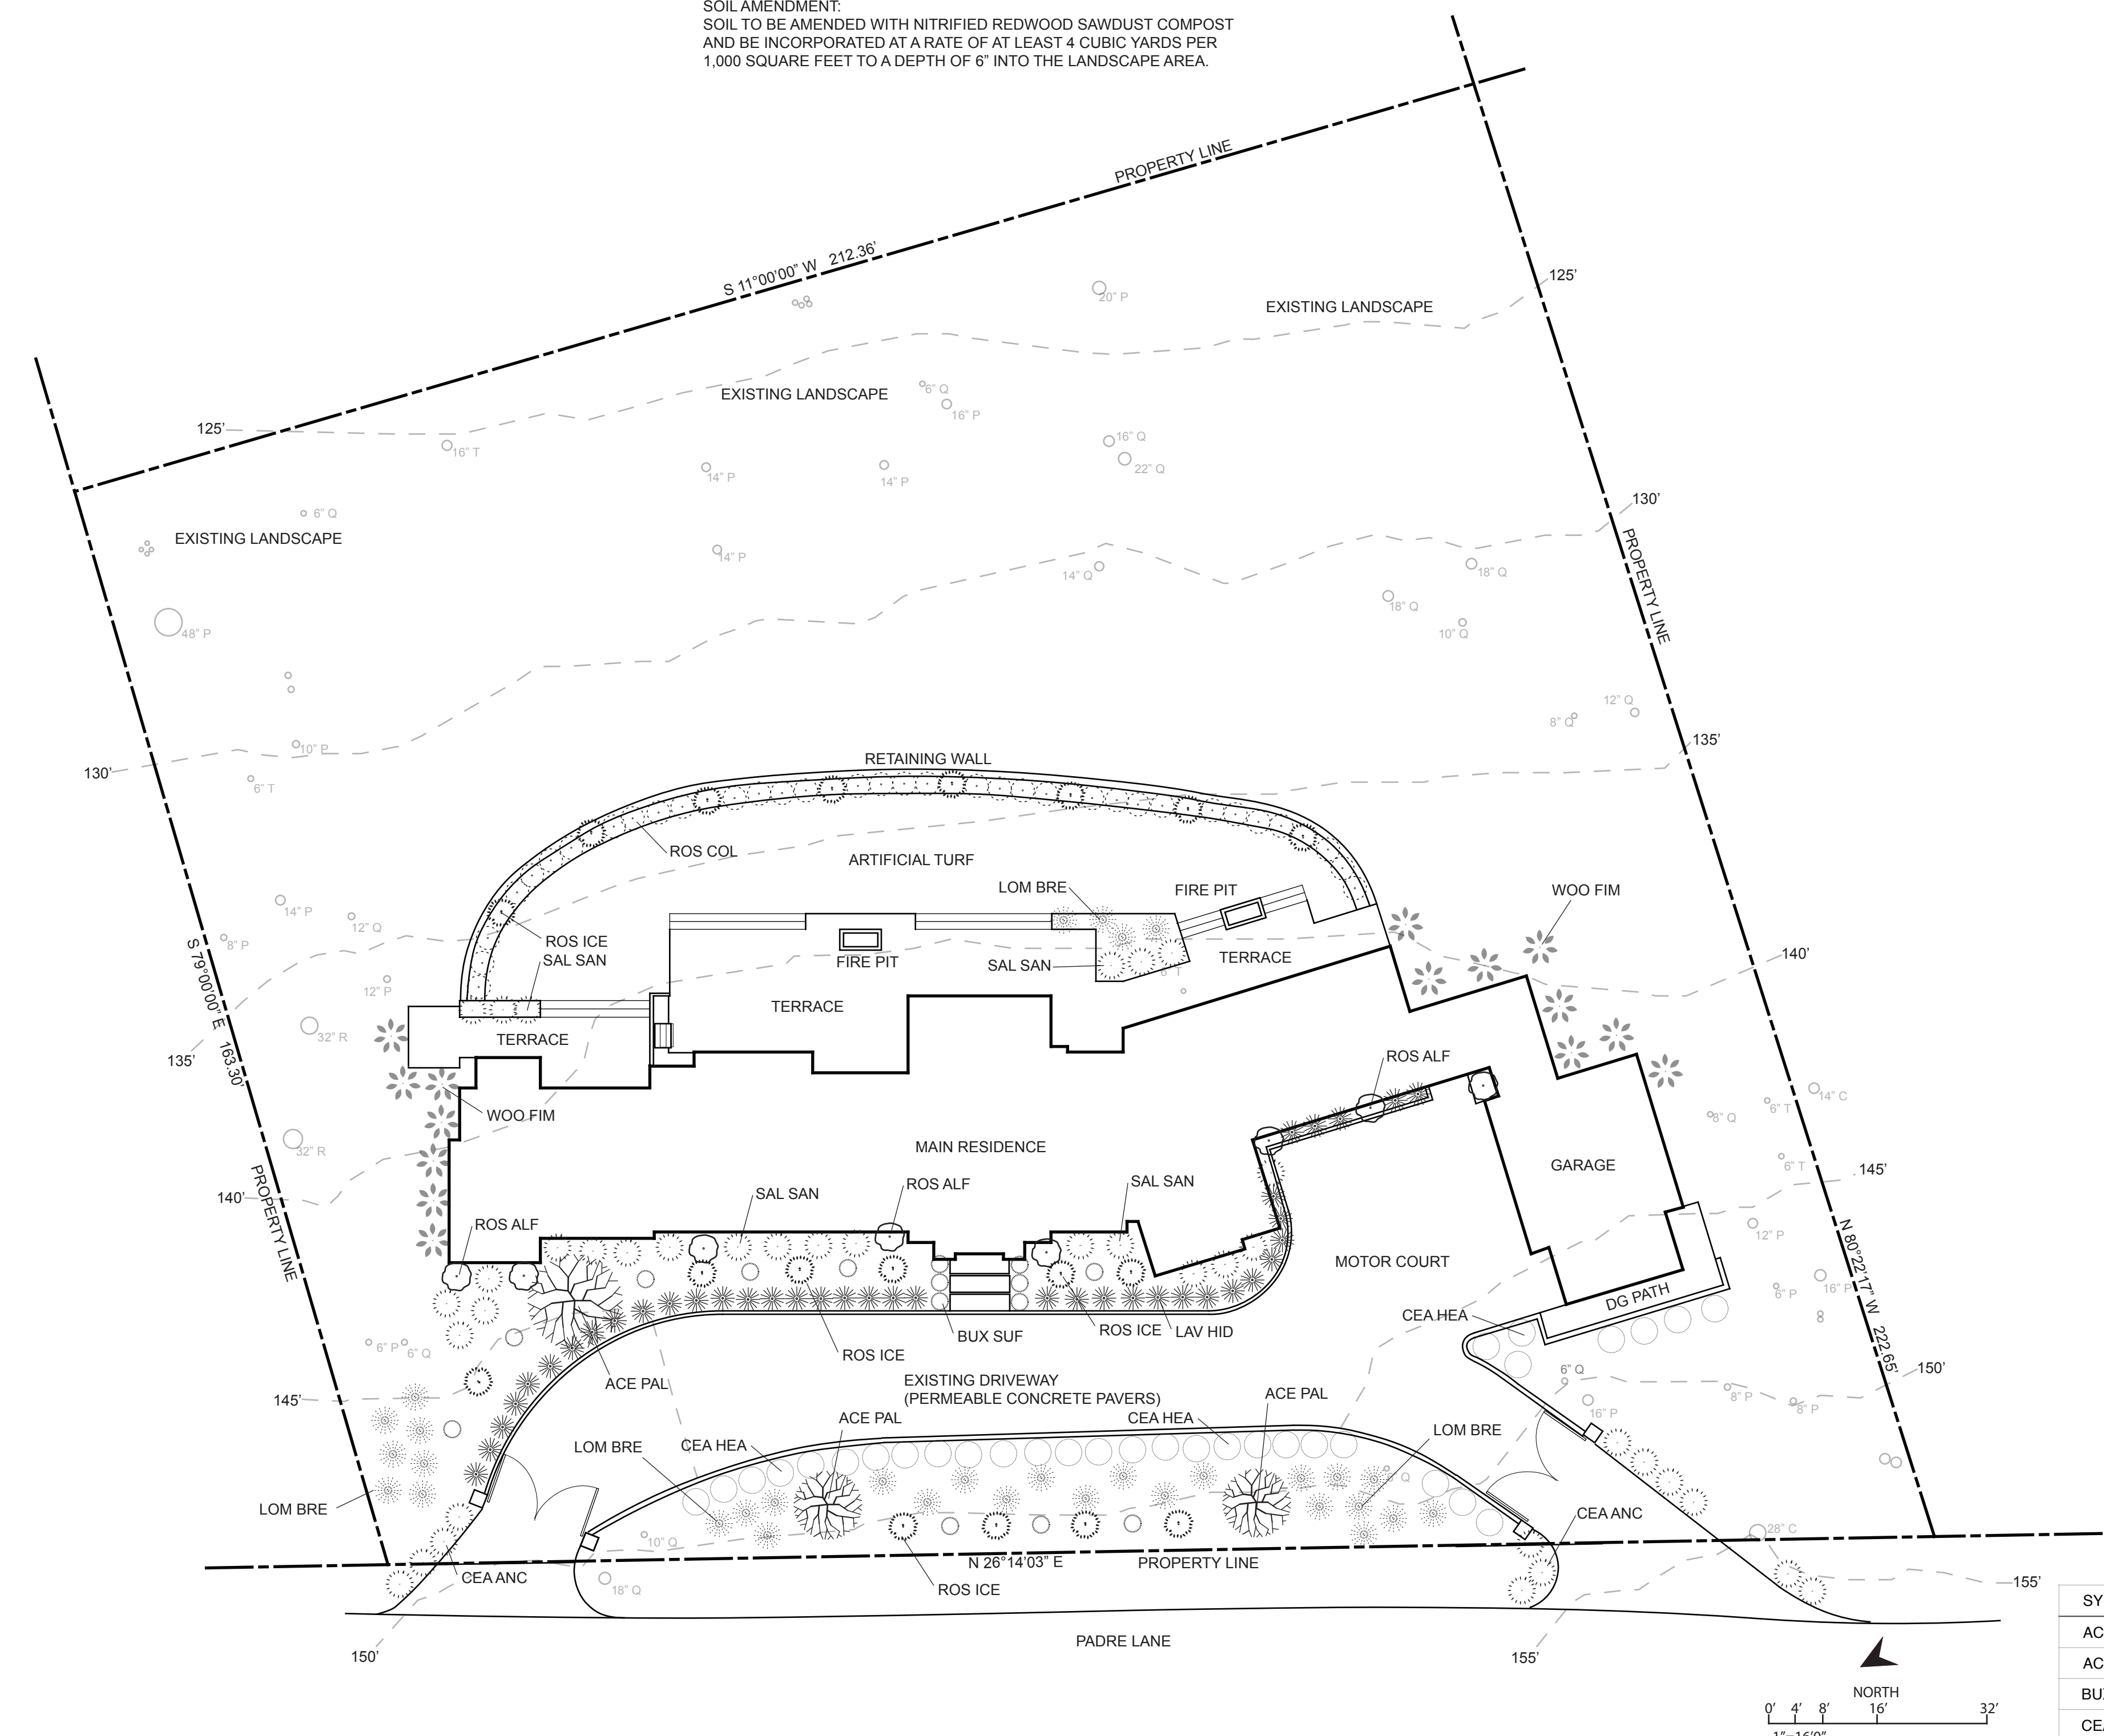 SOIL AMENDMENT:
SOIL TO BE AMENDED WITH NITRIFIED REDWOOD SAWDUST COMPOST
AND BE INCORPORATED AT A RATE OF AT LEAST 4 CUBIC YARDS PER
1,000 SQUARE FEET TO A DEPTH OF 6” INTO THE LANDSCAPE AREA.
PROPERTY LINE
S 11°00’00” W 212.36’
125’
20” P
EXISTING LANDSCAPE
6” Q
EXISTING LANDSCAPE
16” P
125’
16” T
16” Q
22” Q
14” P
14” P
130’
6” Q
EXISTING LANDSCAPE
14” P
14” Q
18” Q
PROPERTY LINE
18” Q
48” P
10” Q
12” Q
8” Q
135’
10” P
RETAINING WALL
130’
6” T
ROS COL
ARTIFICIAL TURF
LOM BRE
FIRE PIT
WOO FIM
14” P
12” Q
8” P
ROS ICE
SAL SAN
FIRE PIT
SAL SAN
6” T
TERRACE
140’
S 79°00’00” E 163.30’
12” P
TERRACE
32” R
TERRACE
135’
ROS ALF
14” C
6” T
8” Q
WOO FIM
MAIN RESIDENCE
32” R
GARAGE
6” T
145’
PROPERTY LINE
140’
SAL SAN
ROS ALF
SAL SAN
ROS ALF
12” P
MOTOR COURT
N 80°22’17” W 222.65’
16” P
6” P
DG PATH
CEA HEA
BUX SUF
ROS ICE
LAV HID
6” P
6” Q
ROS ICE
6” Q
150’
ACE PAL
EXISTING DRIVEWAY
(PERMEABLE CONCRETE PAVERS)
ACE PAL
145’
8” P
8” P
16” P
ACE PAL
CEA HEA
LOM BRE
LOM BRE
CEA HEA
Q
LOM BRE
CEA ANC
28” C
10” Q
N 26°14’03” E
PROPERTY LINE
CEA ANC
18” Q
ROS ICE
155’
PADRE LANE
150’
155’
SY
AC
AC
BUX
CEA
NORTH
0’ 4’ 8’ 16’ 32’
1”=16’0”